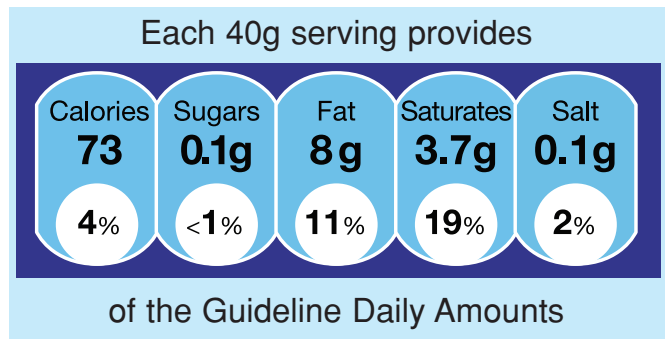 Each 40g serving provides
Calories Sugars Fat Saturates Salt
73 0.1g 8g 3.7g 0.1g
4% <1% 11% 19% 2%
of the Guideline Daily Amounts